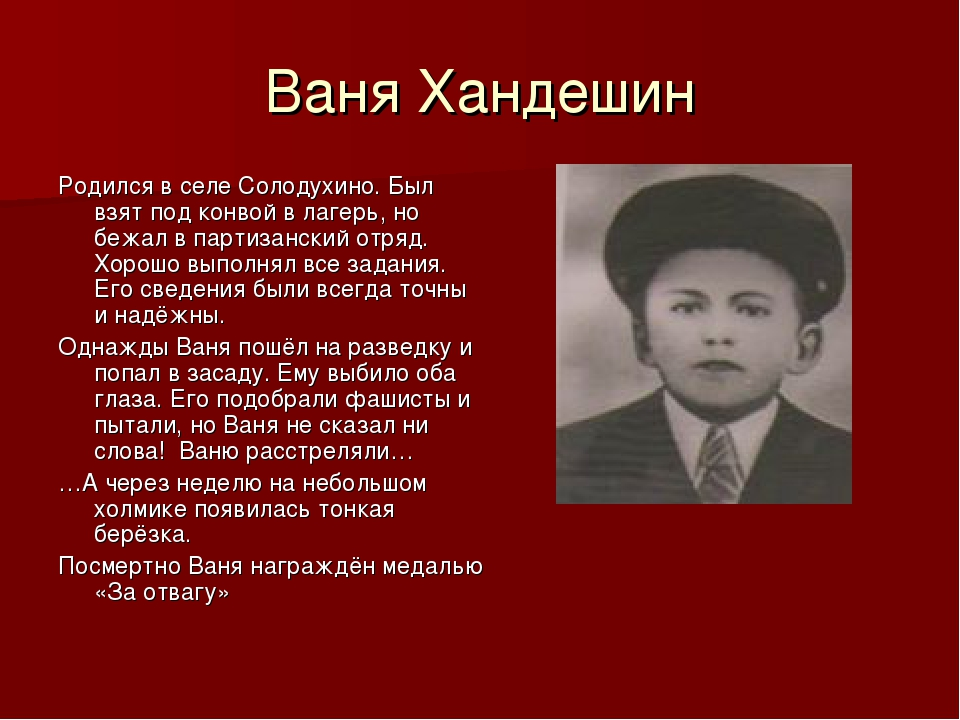 Ваня Хандешин
Родился в селе Солодухино. Был
взят под конвой в лагерь, но
бежал в партизанский отряд.
Хорошо выполнял все задания.
Его сведения были всегда точны
и надёжны.
Однажды Ваня пошёл на разведку и
попал в засаду. Ему выбило оба
глаза. Его подобрали фашисты и
пытали, но Ваня не сказал ни
слова! Ваню расстреляли…
…А через неделю на небольшом
холмике появилась тонкая
берёзка.
Посмертно Ваня награждён медалью
«За отвагу»